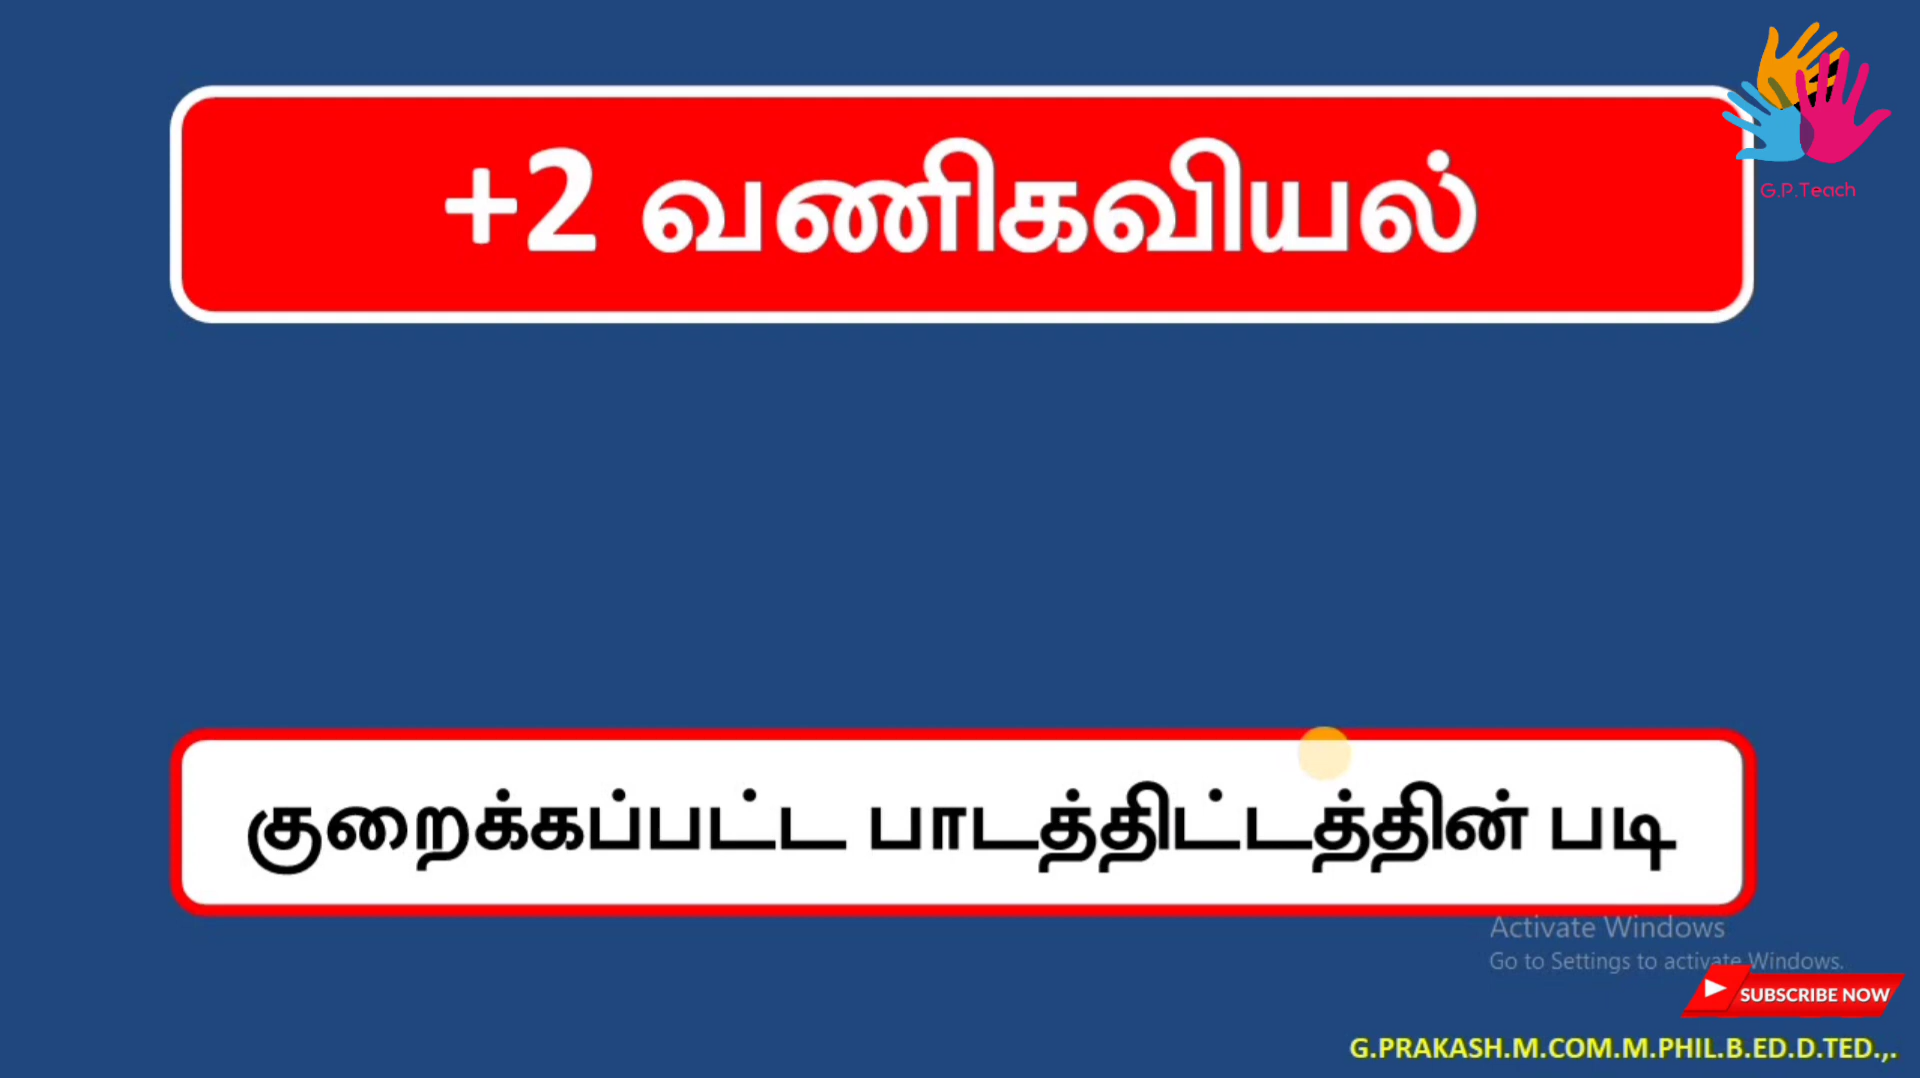 +2 வணிகவியல்
G.P.Teach
குறைக்கப்பட்ட பாடத்திட்டத்தின் படி
Activate Windows
Go to Settings to activate Windows.
SUBSCRIBE NOW
G.PRAKASH.M.COM.M.PHIL.B.ED.D.TED.,.